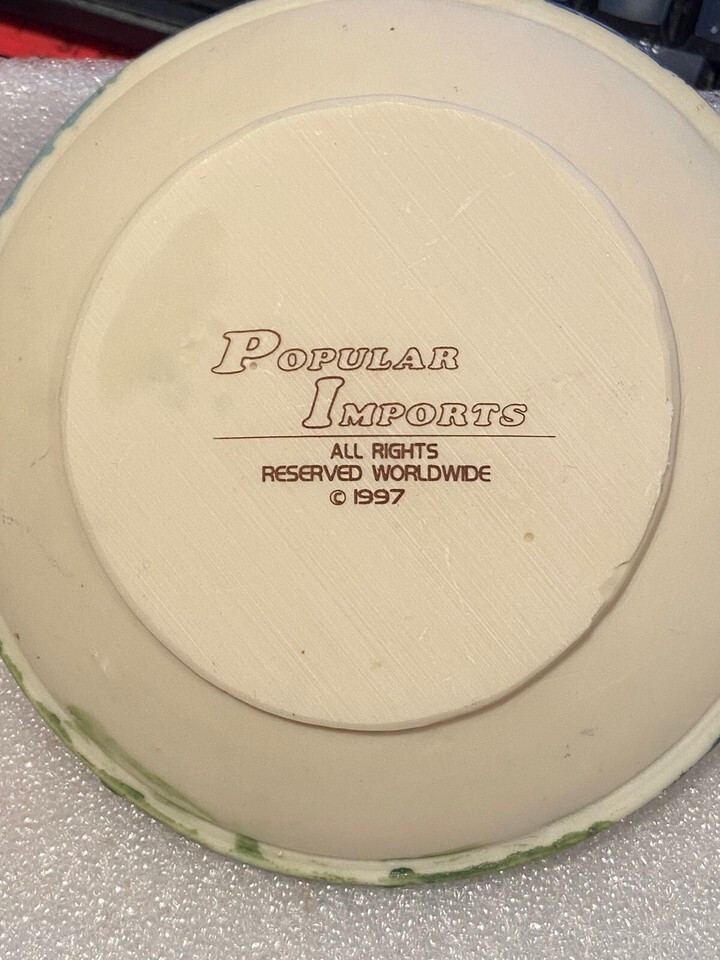 POPULAR
IMPORTS
ALL RIGHTS
RESERVED WORLDWIDE
© 1997